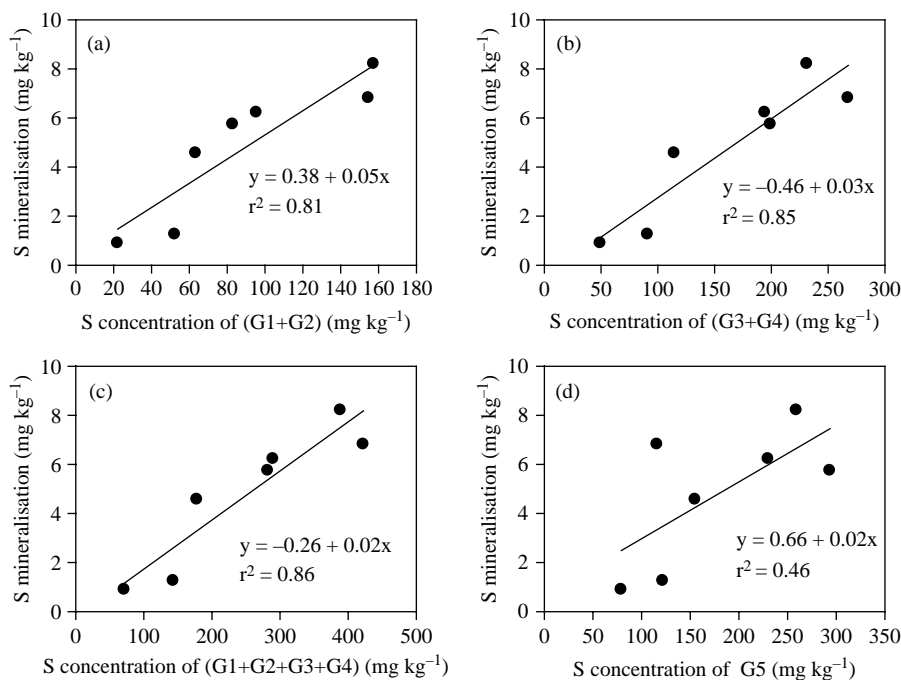 S mineralisation (mg kg⁻¹)
10
8
6
4
2
0
(a)
y = 0.38 + 0.05x
r² = 0.81
0 20 40 60 80 100 120 140 160 180
S concentration of (G1+G2) (mg kg⁻¹)
S mineralisation (mg kg⁻¹)
10
8
6
4
2
0
(b)
y = –0.46 + 0.03x
r² = 0.85
0 50 100 150 200 250 300
S concentration of (G3+G4) (mg kg⁻¹)
S mineralisation (mg kg⁻¹)
10
8
6
4
2
0
(c)
y = –0.26 + 0.02x
r² = 0.86
0 100 200 300 400 500
S concentration of (G1+G2+G3+G4) (mg kg⁻¹)
S mineralisation (mg kg⁻¹)
10
8
6
4
2
0
(d)
y = 0.66 + 0.02x
r² = 0.46
0 50 100 150 200 250 300 350
S concentration of G5 (mg kg⁻¹)